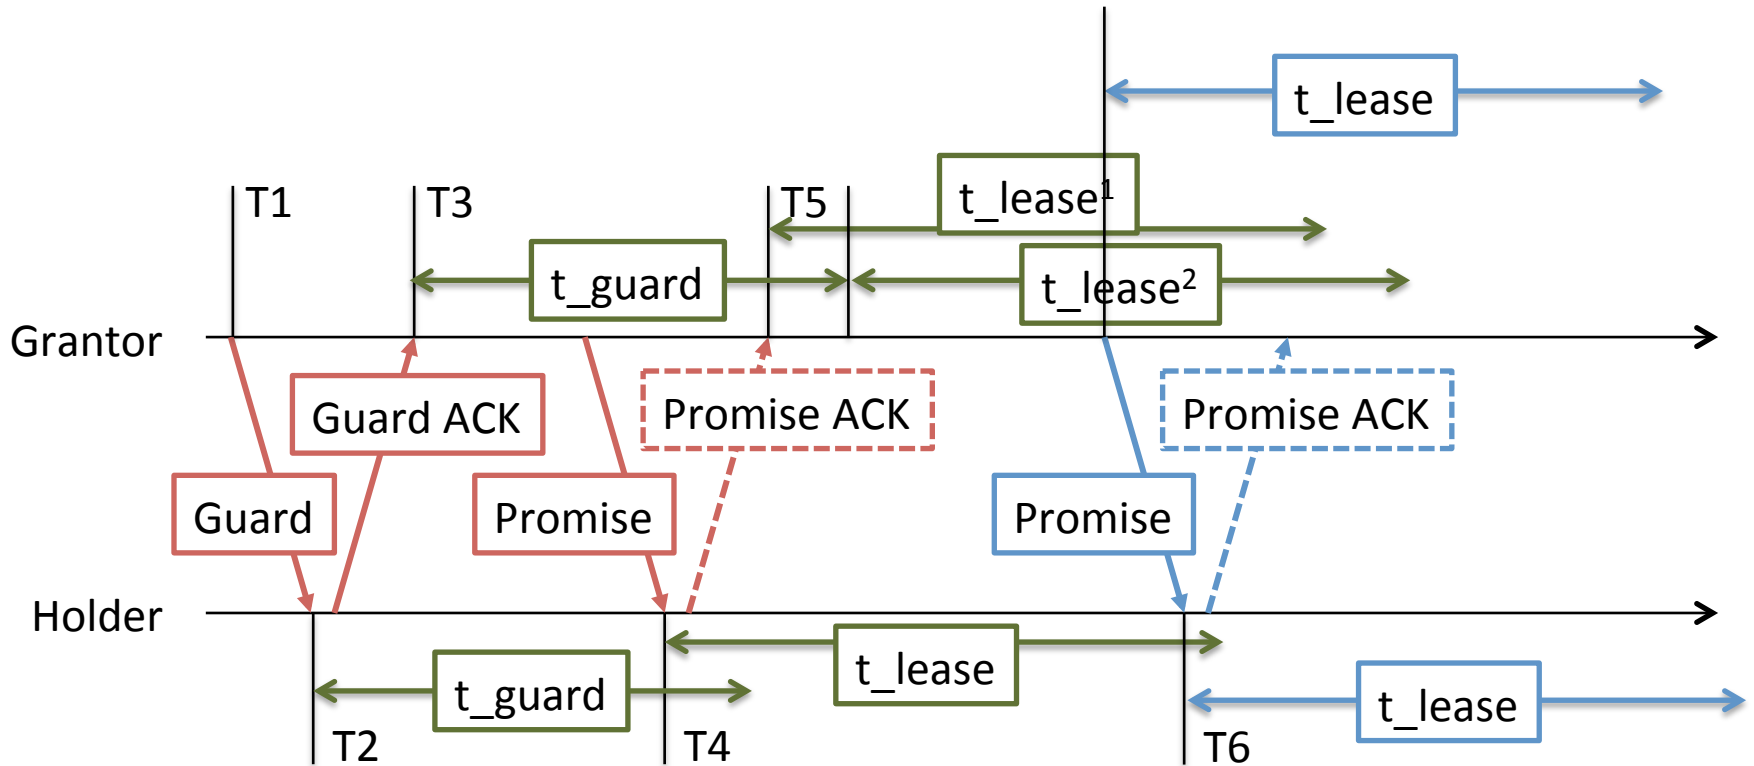 t_lease
T1
T3
T5
t_lease¹
t_guard
t_lease²
Grantor
Guard ACK
Promise ACK
Promise ACK
Guard
Promise
Promise
Holder
t_guard
t_lease
t_lease
T2
T4
T6